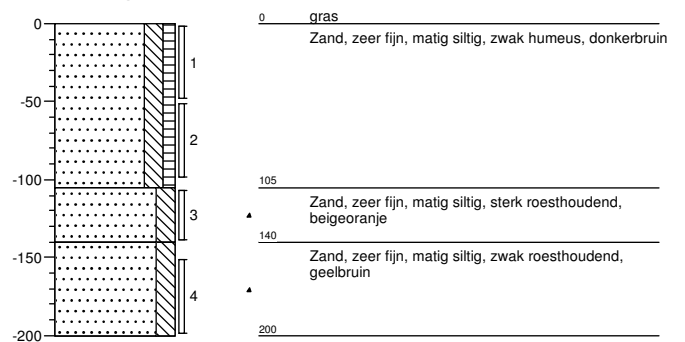 0
-50
-100
-150
-200
1
2
3
4
0 gras
Zand, zeer fijn, matig siltig, zwak humeus, donkerbruin
105
Zand, zeer fijn, matig siltig, sterk roesthoudend,
beigeoranje
140
Zand, zeer fijn, matig siltig, zwak roesthoudend,
geelbruin
200